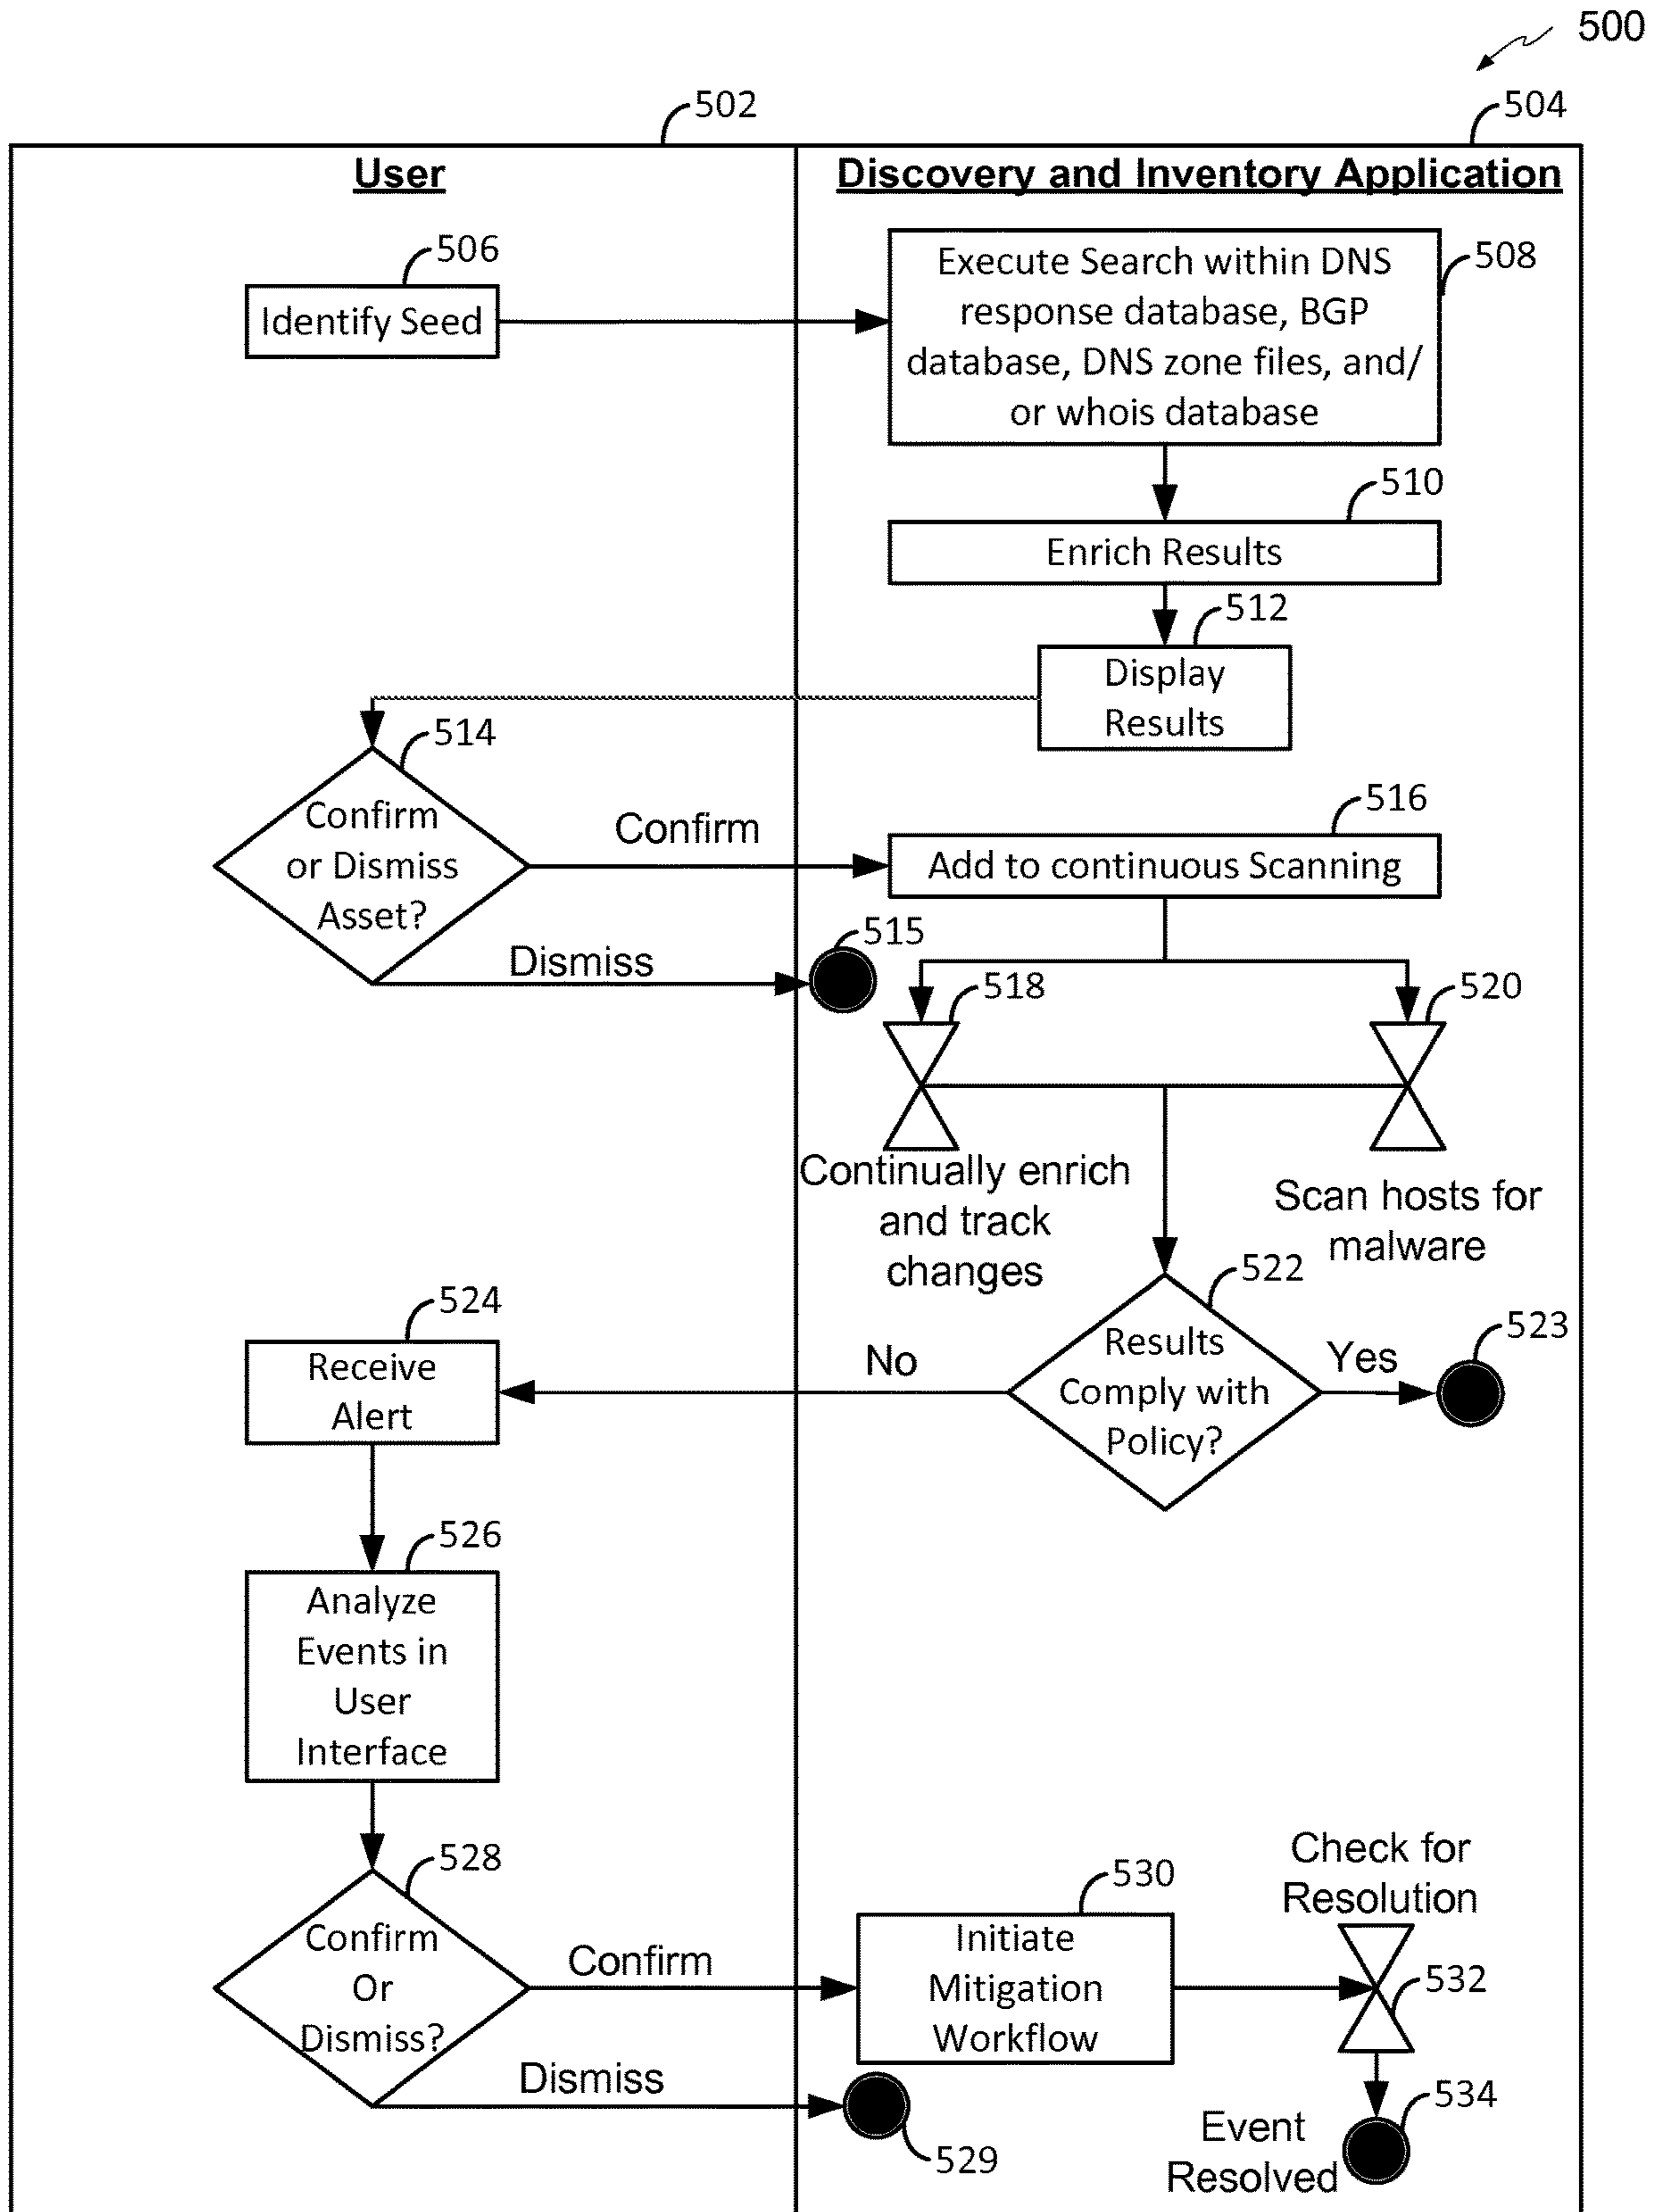 500
502
504
User
Discovery and Inventory Application
506
Identify Seed
508
Execute Search within DNS
response database, BGP
database, DNS zone files, and/
or whois database
510
Enrich Results
512
Display
Results
514
Confirm
or Dismiss
Asset?
Confirm
516
Add to continuous Scanning
Dismiss
515
518
520
Continually enrich
and track
changes
Scan hosts for
malware
522
Results
Comply with
Policy?
Yes
523
No
524
Receive
Alert
526
Analyze
Events in
User
Interface
528
Confirm
Or
Dismiss?
Confirm
530
Initiate
Mitigation
Workflow
Check for
Resolution
532
Dismiss
529
534
Event
Resolved